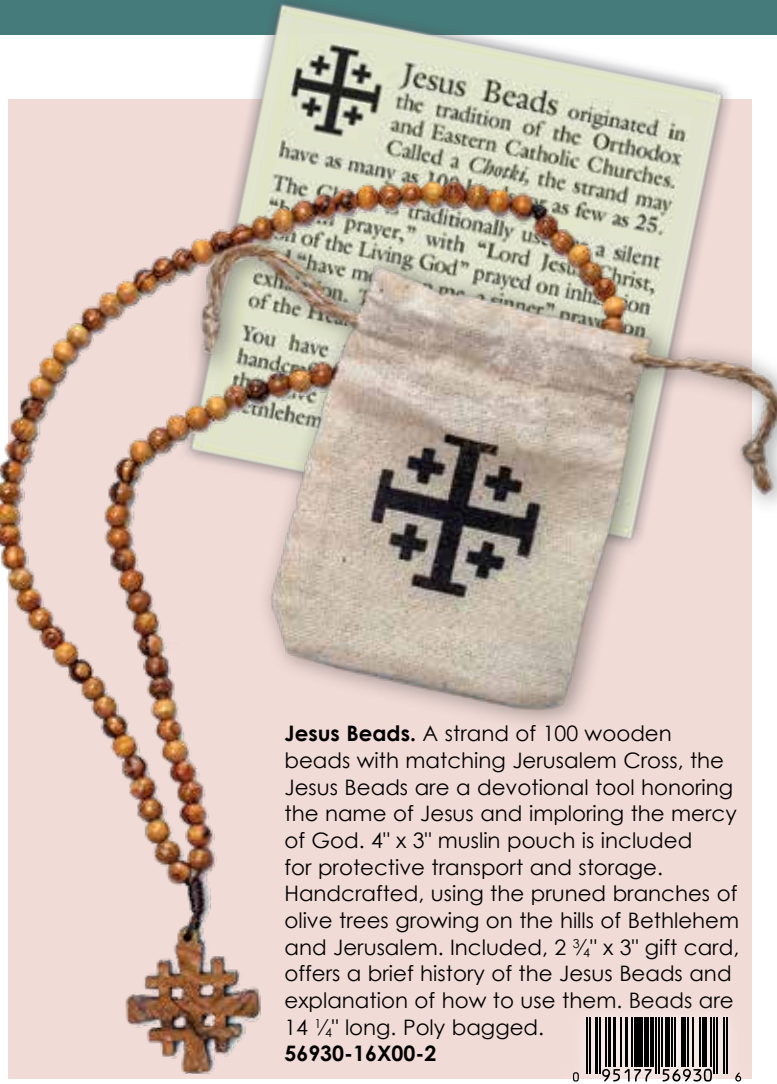 Jesus Beads originated in
the tradition of the Orthodox
and Eastern Catholic Churches.
Called a Chotki, the strand may
have as many as 100 as few as 25.
The traditionally a silent
prayer," with "Lord Jesus Christ,
of the Living God" prayed on
"have me a sinner"
of the
You have
Jesus Beads. A strand of 100 wooden
beads with matching Jerusalem Cross, the
Jesus Beads are a devotional tool honoring
the name of Jesus and imploring the mercy
of God. 4" x 3" muslin pouch is included
for protective transport and storage.
Handcrafted, using the pruned branches of
olive trees growing on the hills of Bethlehem
and Jerusalem. Included, 2 ¾" x 3" gift card,
offers a brief history of the Jesus Beads and
explanation of how to use them. Beads are
14 ¼" long. Poly bagged.
56930-16X00-2
0 95177 56930 6